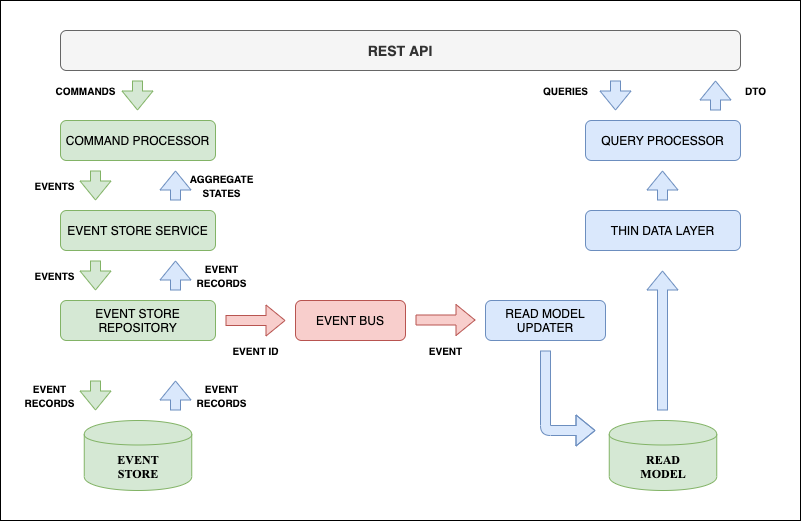 REST API
COMMANDS
QUERIES
DTO
COMMAND PROCESSOR
QUERY PROCESSOR
EVENTS
AGGREGATE
STATES
EVENT STORE SERVICE
THIN DATA LAYER
EVENTS
EVENT
RECORDS
EVENT STORE
REPOSITORY
EVENT BUS
READ MODEL
UPDATER
EVENT ID
EVENT
EVENT
RECORDS
EVENT
RECORDS
EVENT
STORE
READ
MODEL